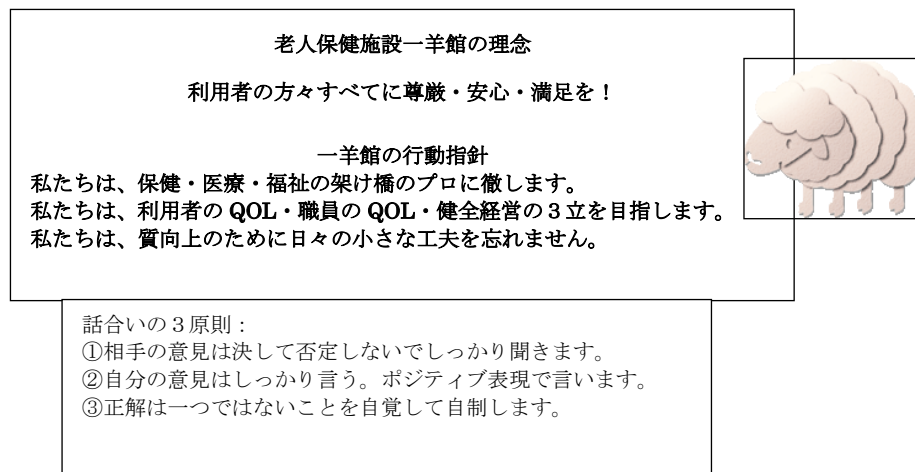 老人保健施設一羊館の理念
利用者の方々すべてに尊厳・安心・満足を！
一羊館の行動指針
私たちは、保健・医療・福祉の架け橋のプロに徹します。
私たちは、利用者の QOL・職員の QOL・健全経営の３立を目指します。
私たちは、質向上のために日々の小さな工夫を忘れません。
話合いの３原則：
①相手の意見は決して否定しないでしっかり聞きます。
②自分の意見はしっかり言う。ポジティブ表現で言います。
③正解は一つではないことを自覚して自制します。